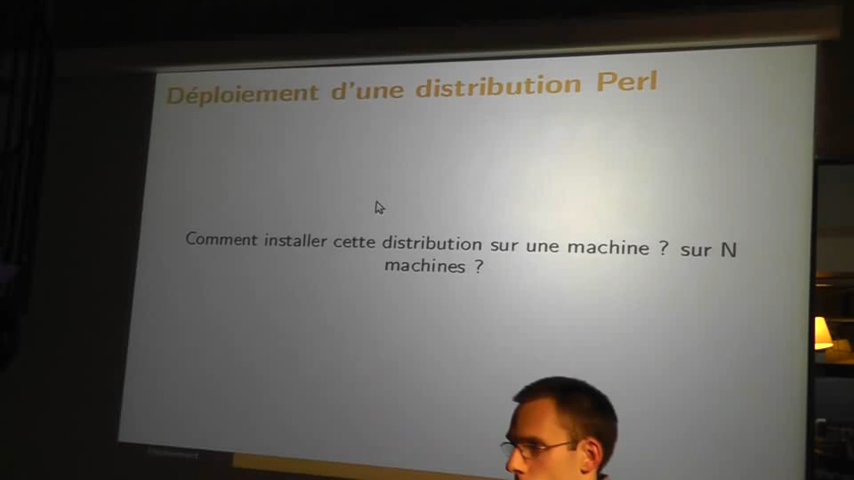 Déploiement d'une distribution Perl
Comment installer cette distribution sur une machine ? sur N
machines ?